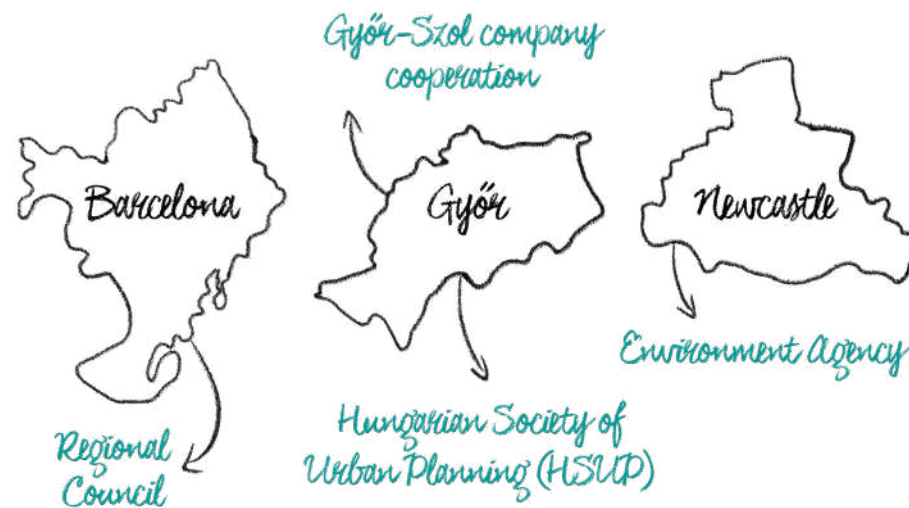 Győr-Szol company
cooperation
Barcelona
Győr
Newcastle
Environment Agency
Regional
Council
Hungarian Society of
Urban Planning (HSUP)